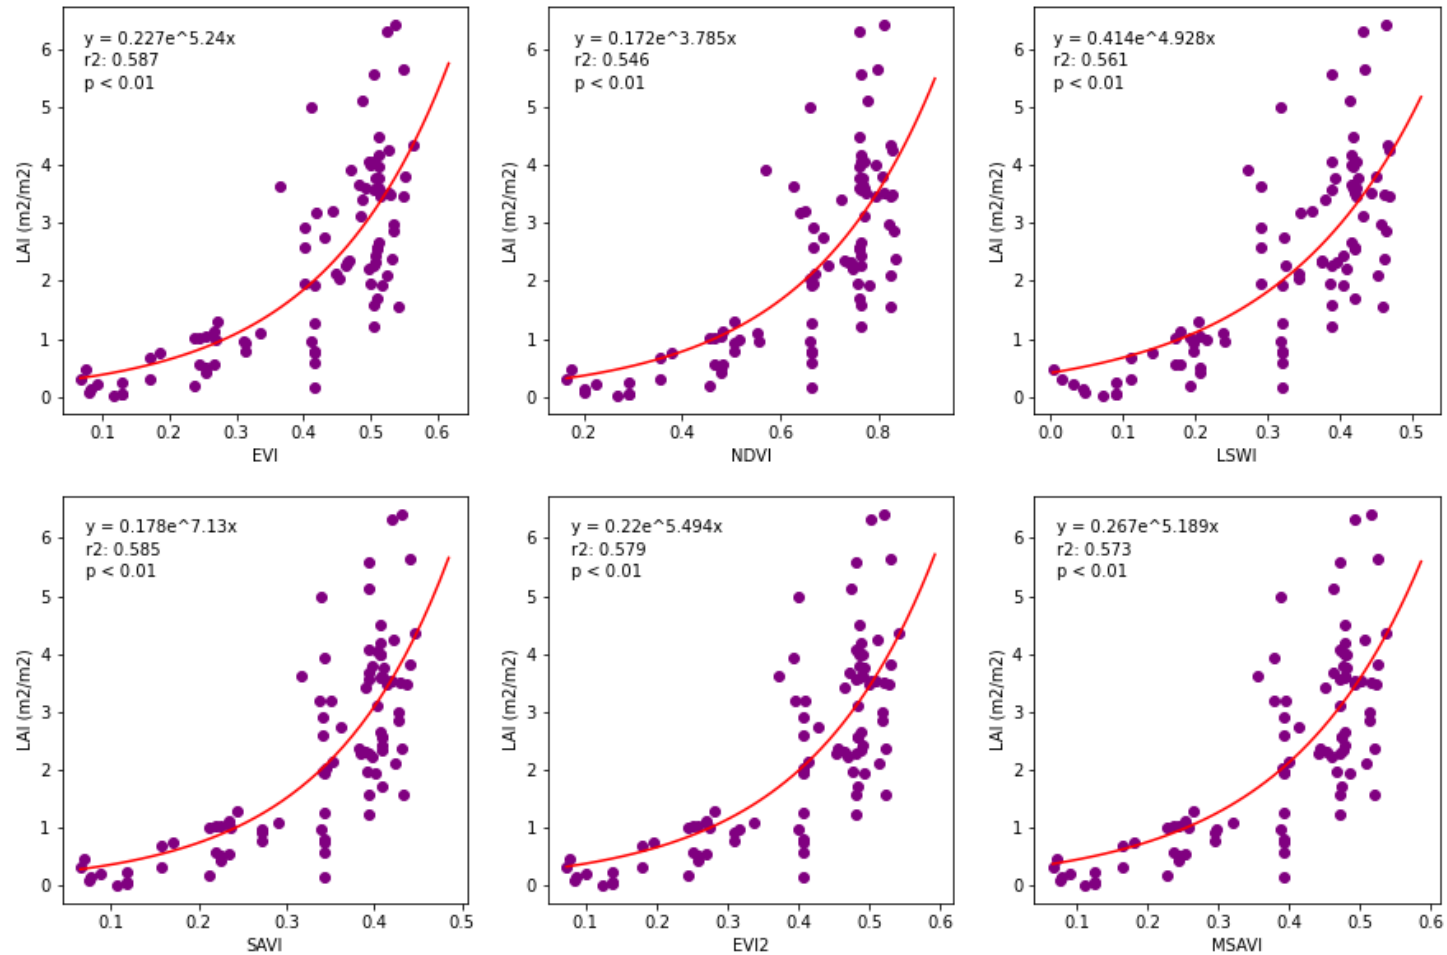 y = 0.227e^5.24x
r2: 0.587
p < 0.01
6
5
4
3
2
1
0
LAI (m2/m2)
0.1 0.2 0.3 0.4 0.5 0.6
EVI
y = 0.172e^3.785x
r2: 0.546
p < 0.01
6
5
4
3
2
1
0
LAI (m2/m2)
0.2 0.4 0.6 0.8
NDVI
y = 0.414e^4.928x
r2: 0.561
p < 0.01
6
5
4
3
2
1
0
LAI (m2/m2)
0.0 0.1 0.2 0.3 0.4 0.5
LSWI
y = 0.178e^7.13x
r2: 0.585
p < 0.01
6
5
4
3
2
1
0
LAI (m2/m2)
0.1 0.2 0.3 0.4 0.5
SAVI
y = 0.22e^5.494x
r2: 0.579
p < 0.01
6
5
4
3
2
1
0
LAI (m2/m2)
0.1 0.2 0.3 0.4 0.5 0.6
EVI2
y = 0.267e^5.189x
r2: 0.573
p < 0.01
6
5
4
3
2
1
0
LAI (m2/m2)
0.1 0.2 0.3 0.4 0.5 0.6
MSAVI